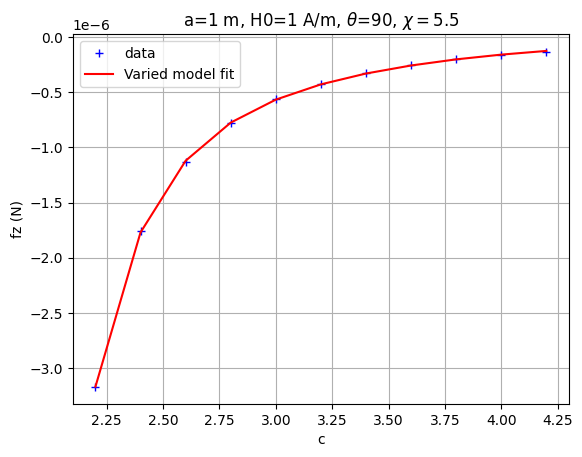 a=1 m, H0=1 A/m, θ=90, χ = 5.5
1e−6
data
Varied model fit
0.0
−0.5
−1.0
−1.5
−2.0
−2.5
−3.0
fz (N)
2.25 2.50 2.75 3.00 3.25 3.50 3.75 4.00 4.25
c